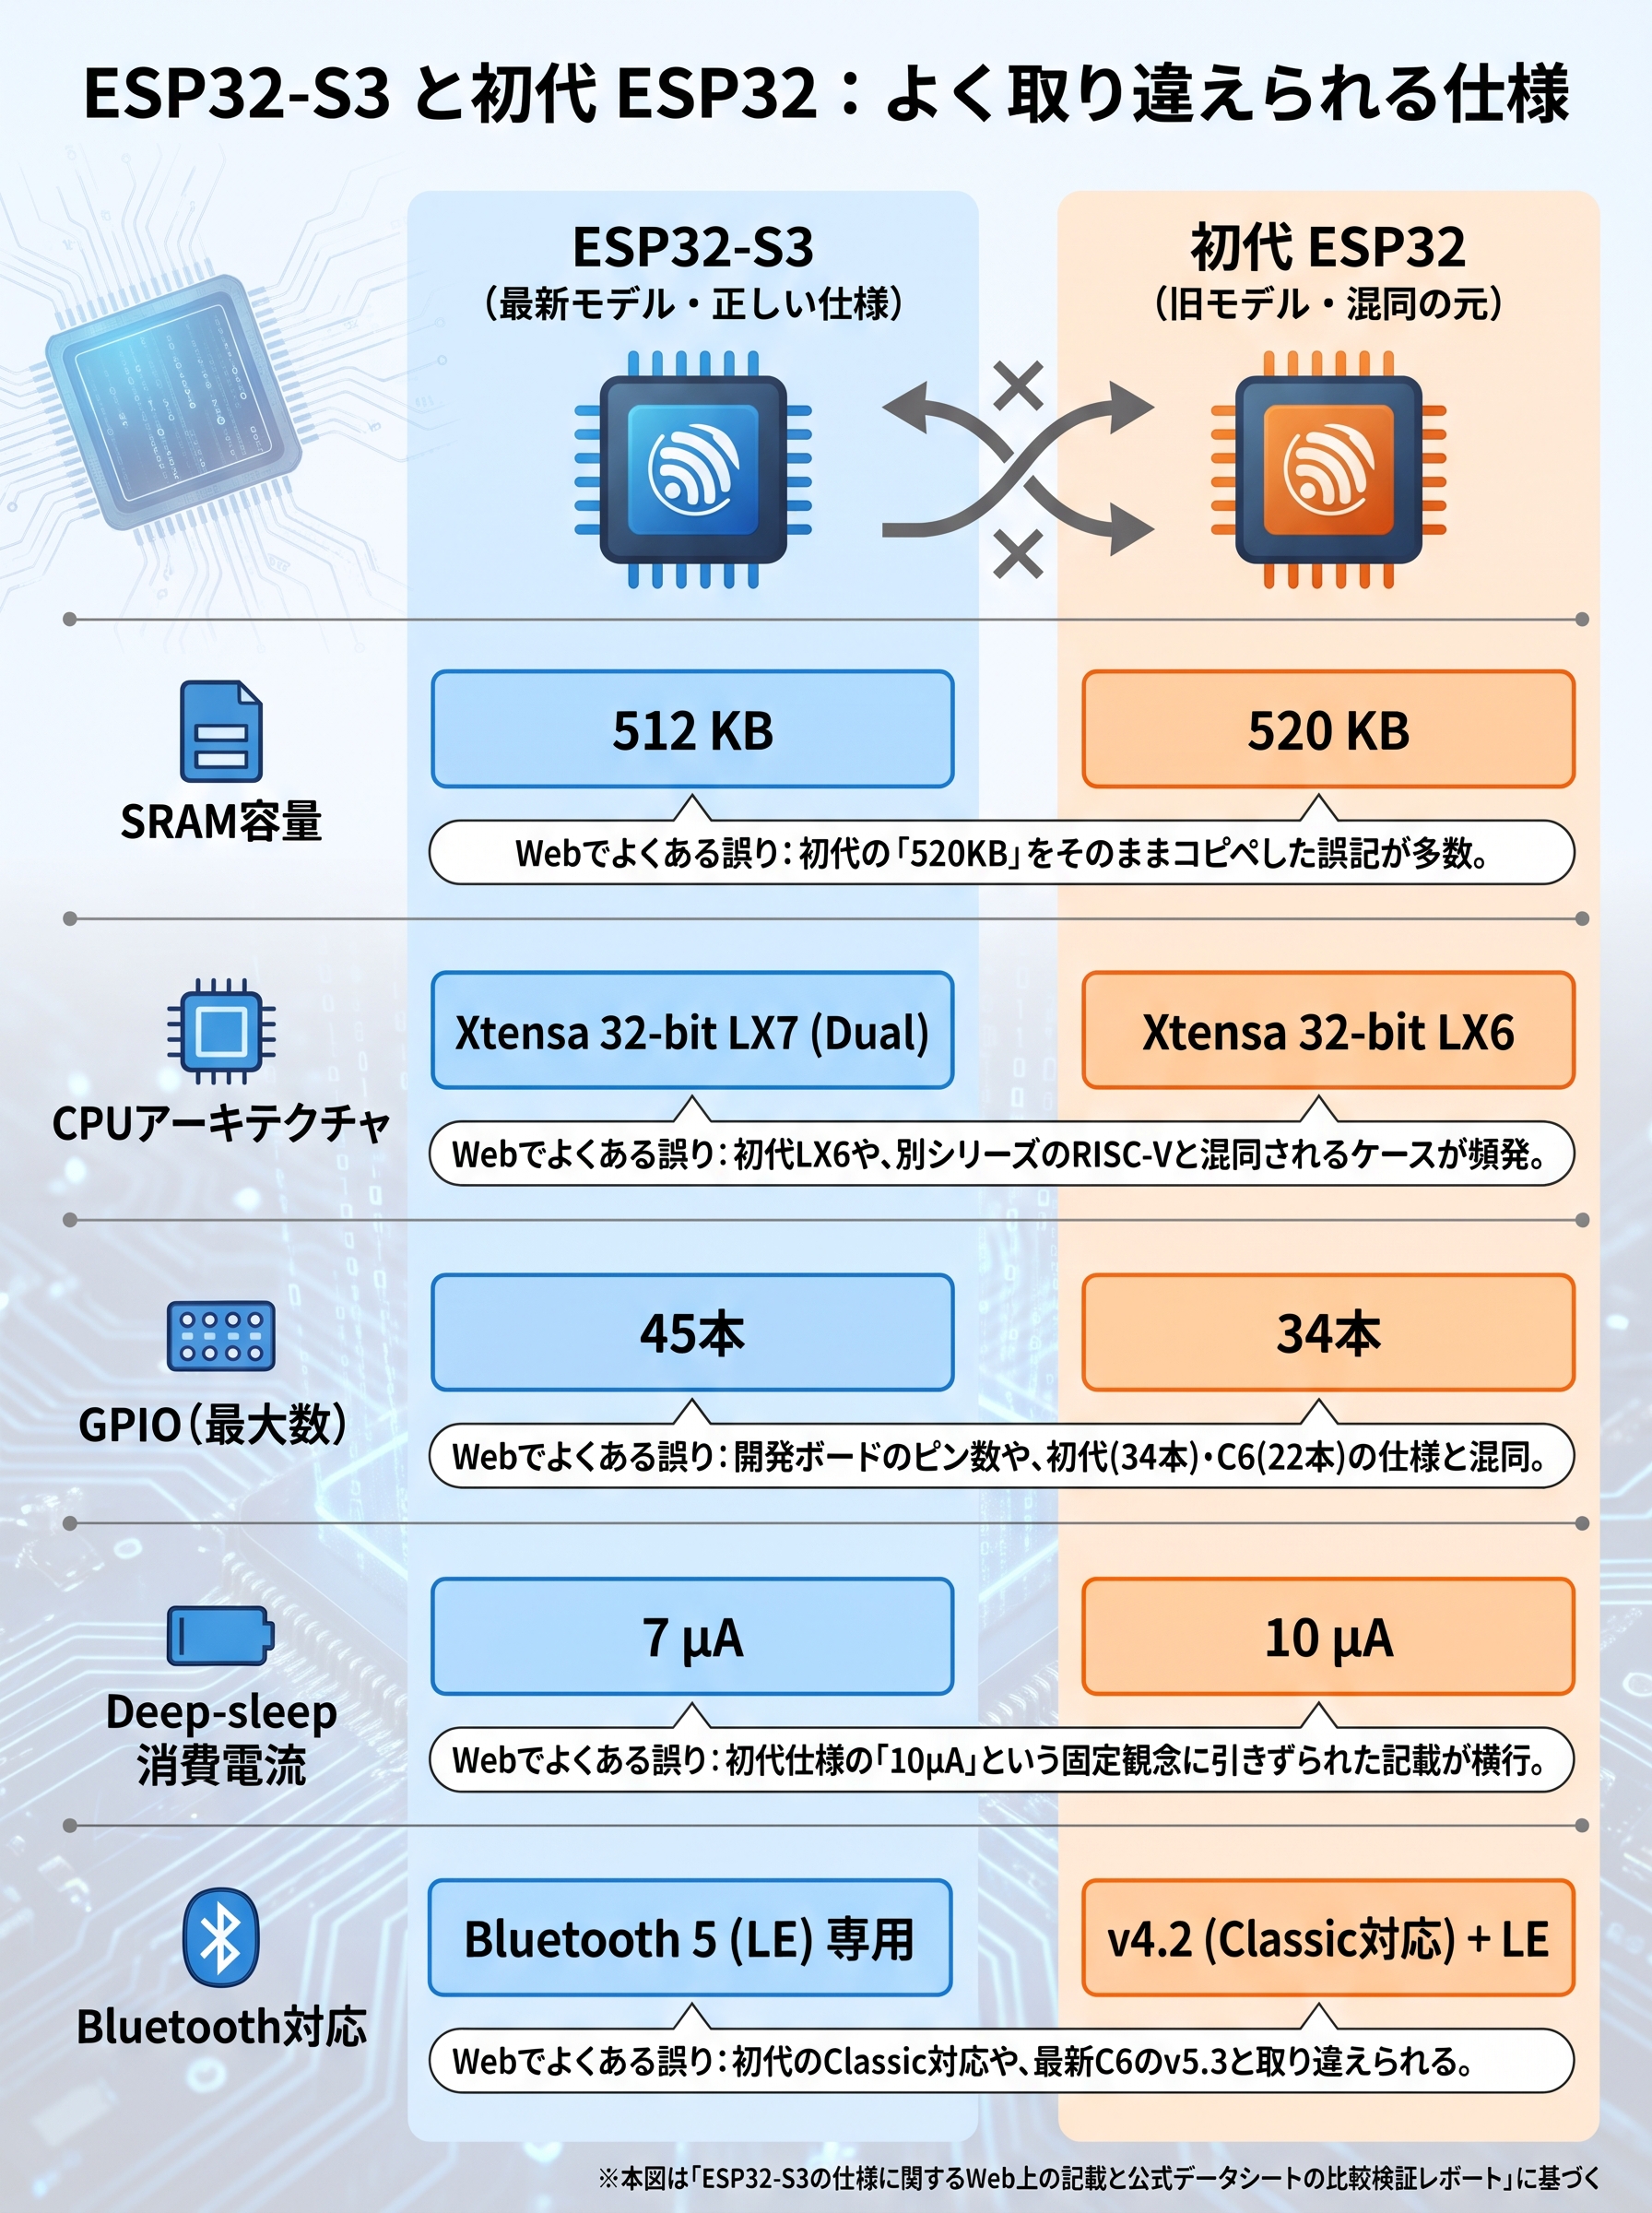 ESP32-S3 と初代 ESP32：よく取り違えられる仕様
ESP32-S3
（最新モデル・正しい仕様）
初代 ESP32
（旧モデル・混同の元）
SRAM容量
512 KB
520 KB
Webでよくある誤り：初代の「520KB」をそのままコピペした誤記が多数。
CPUアーキテクチャ
Xtensa 32-bit LX7 (Dual)
Xtensa 32-bit LX6
Webでよくある誤り：初代LX6や、別シリーズのRISC-Vと混同されるケースが頻発。
GPIO（最大数）
45本
34本
Webでよくある誤り：開発ボードのピン数や、初代(34本)・C6(22本)の仕様と混同。
Deep-sleep
消費電流
7 µA
10 µA
Webでよくある誤り：初代仕様の「10µA」という固定観念に引きずられた記載が横行。
Bluetooth対応
Bluetooth 5 (LE) 専用
v4.2 (Classic対応) + LE
Webでよくある誤り：初代のClassic対応や、最新C6のv5.3と取り違えられる。
※本図は「ESP32-S3の仕様に関するWeb上の記載と公式データシートの比較検証レポート」に基づく